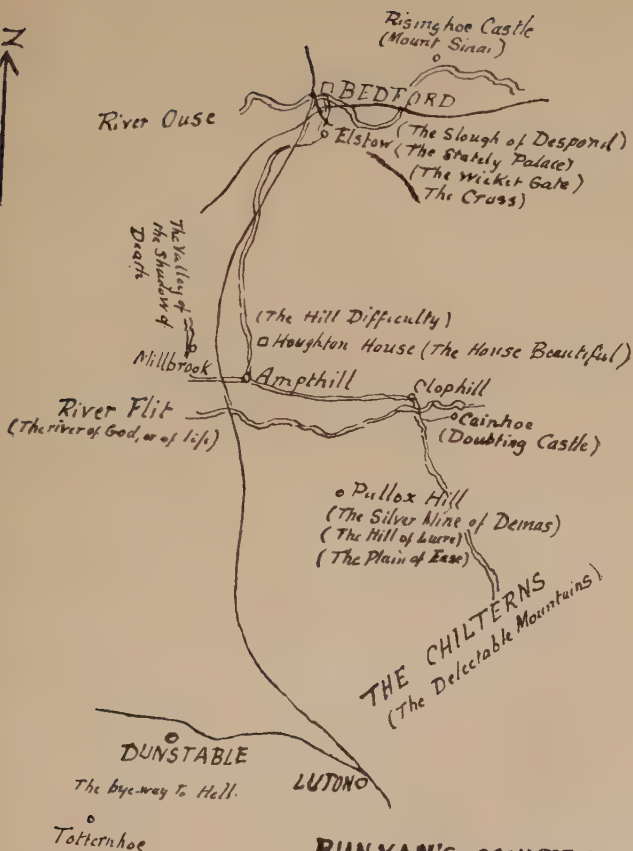 N
Risinghoe Castle
(Mount Sinai)
BEDFORD
River Ouse
Elstow (The Slough of Despond)
(The Stately Palace)
(The Wicket Gate)
The Cross)
The Valley of
the Shadow of
Death
(The Hill Difficulty)
Houghton House (The House Beautiful)
Millbrook
Ampthill
Clophill
River Flit
(The river of God, or of life)
Cainhoe
(Doubting Castle)
Pullox Hill
(The Silver Mine of Demas)
(The Hill of Lucre)
(The Plain of Ease)
THE CHILTERNS
(The Delectable Mountains)
DUNSTABLE
The bye-way to Hell.
LUTON
Totternhoe
BUNYAN'S